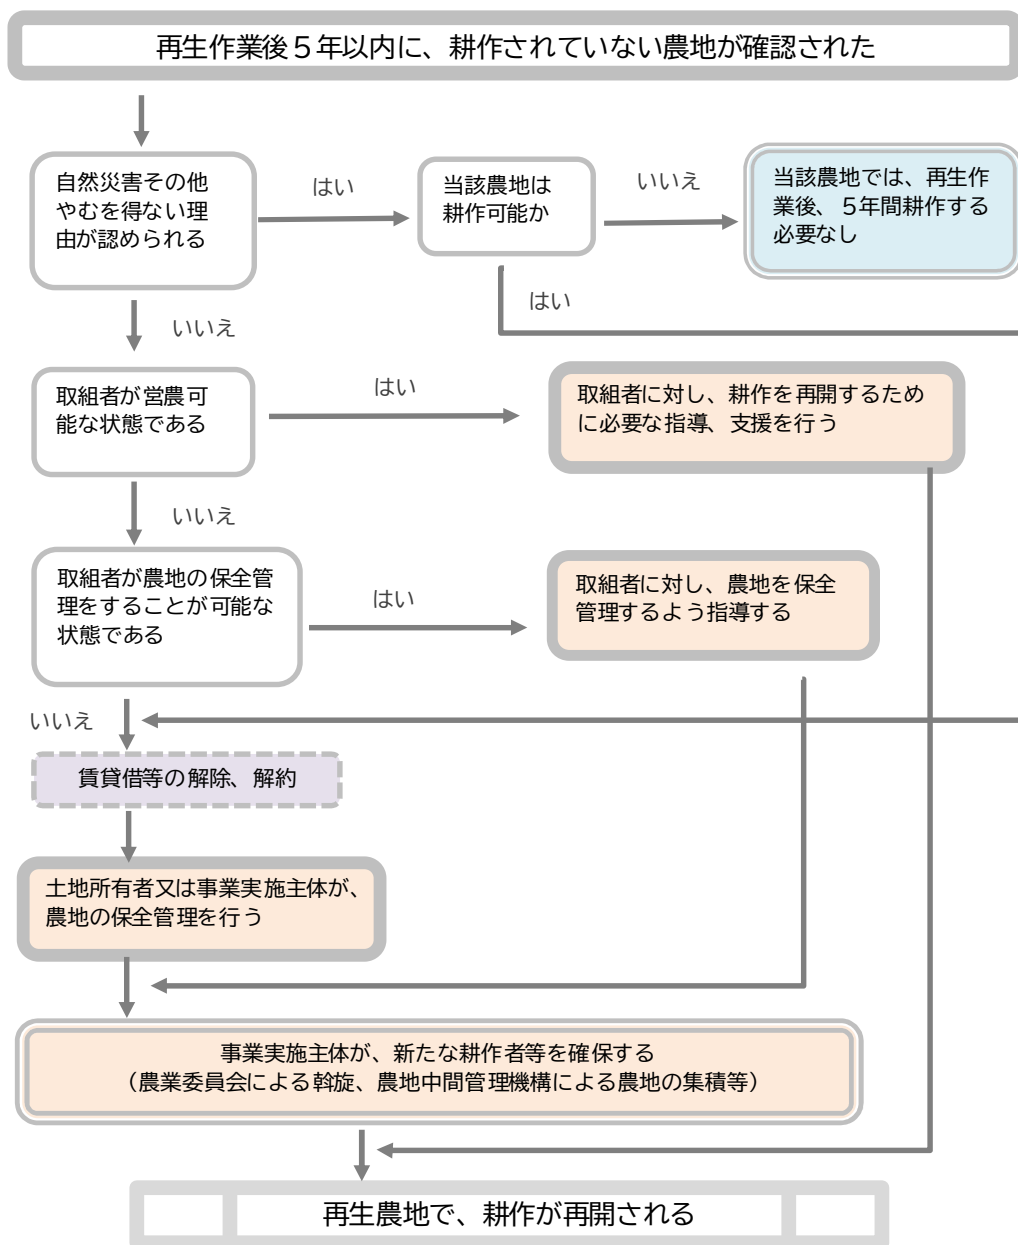 再生作業後５年以内に、耕作されていない農地が確認された
自然災害その他
やむを得ない理
由が認められる
はい
当該農地は
耕作可能か
いいえ
当該農地では、再生作
業後、５年間耕作する
必要なし
はい
いいえ
取組者が営農可
能な状態である
はい
取組者に対し、耕作を再開するため
に必要な指導、支援を行う
いいえ
取組者が農地の保全管
理をすることが可能な
状態である
はい
取組者に対し、農地を保全
管理するよう指導する
いいえ
賃貸借等の解除、解約
土地所有者又は事業実施主体が、
農地の保全管理を行う
事業実施主体が、新たな耕作者等を確保する
（農業委員会による斡旋、農地中間管理機構による農地の集積等）
再生農地で、耕作が再開される